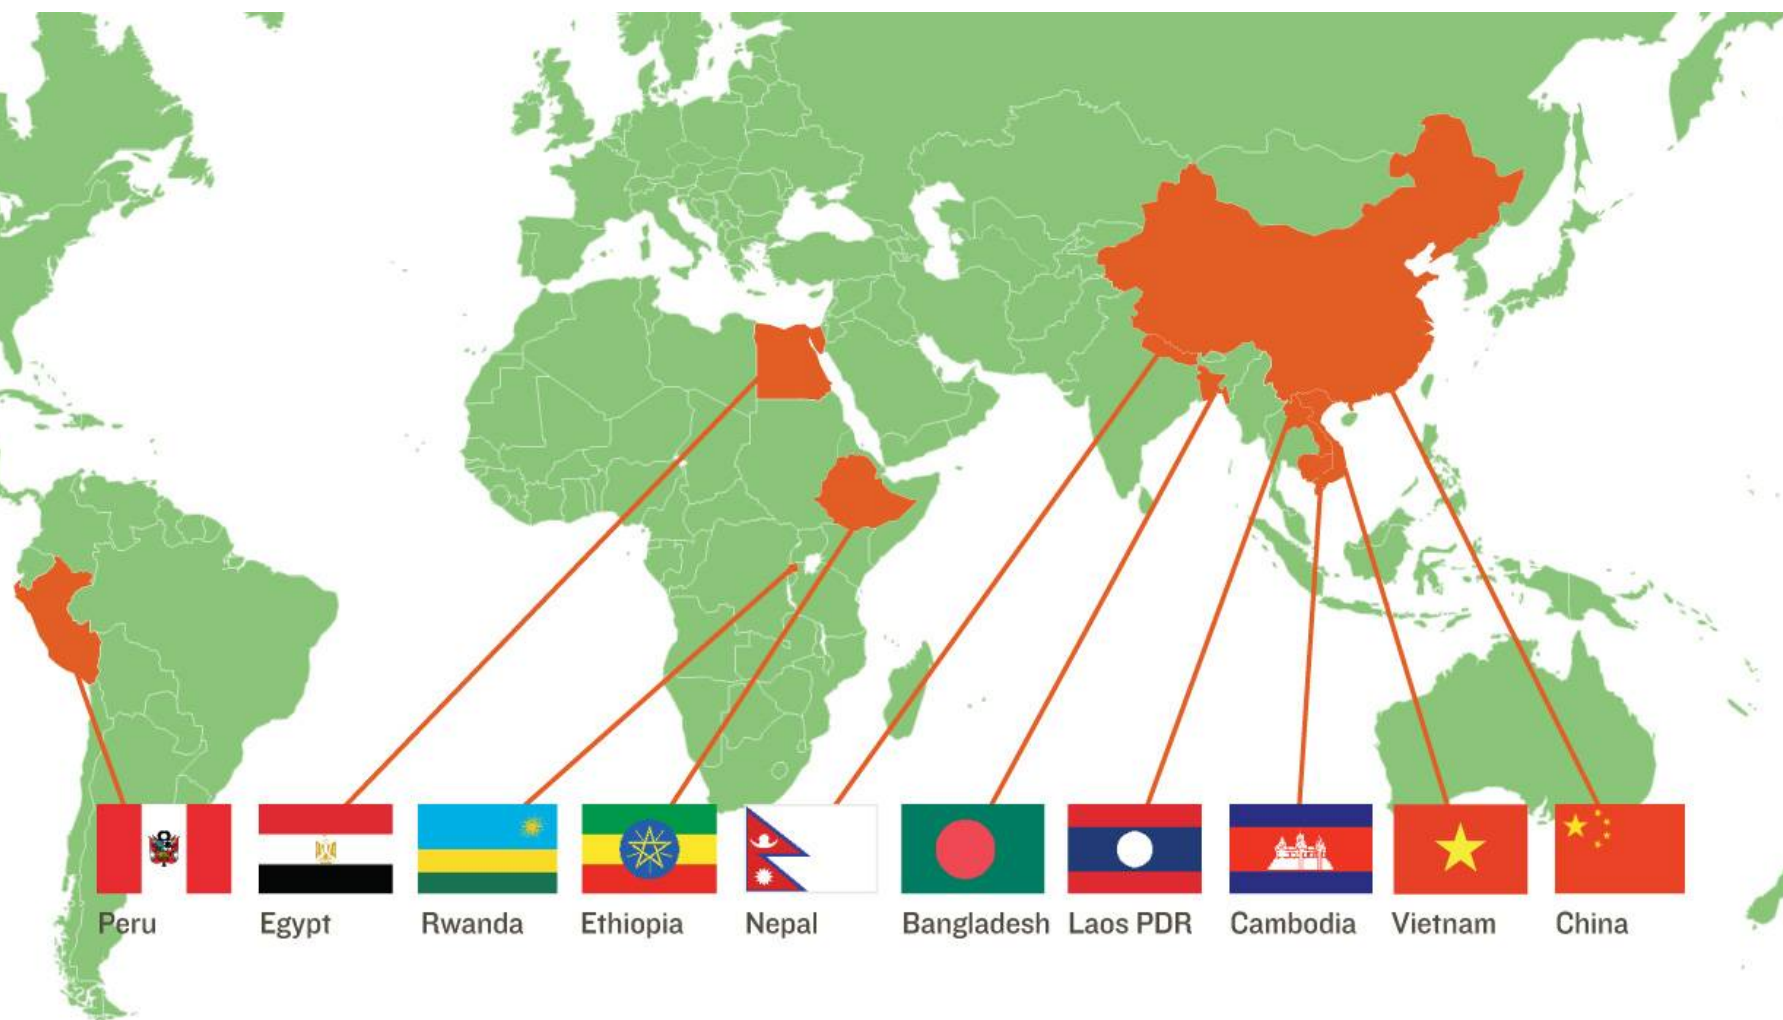 Peru
Egypt
Rwanda
Ethiopia
Nepal
Bangladesh
Laos PDR
Cambodia
Vietnam
China